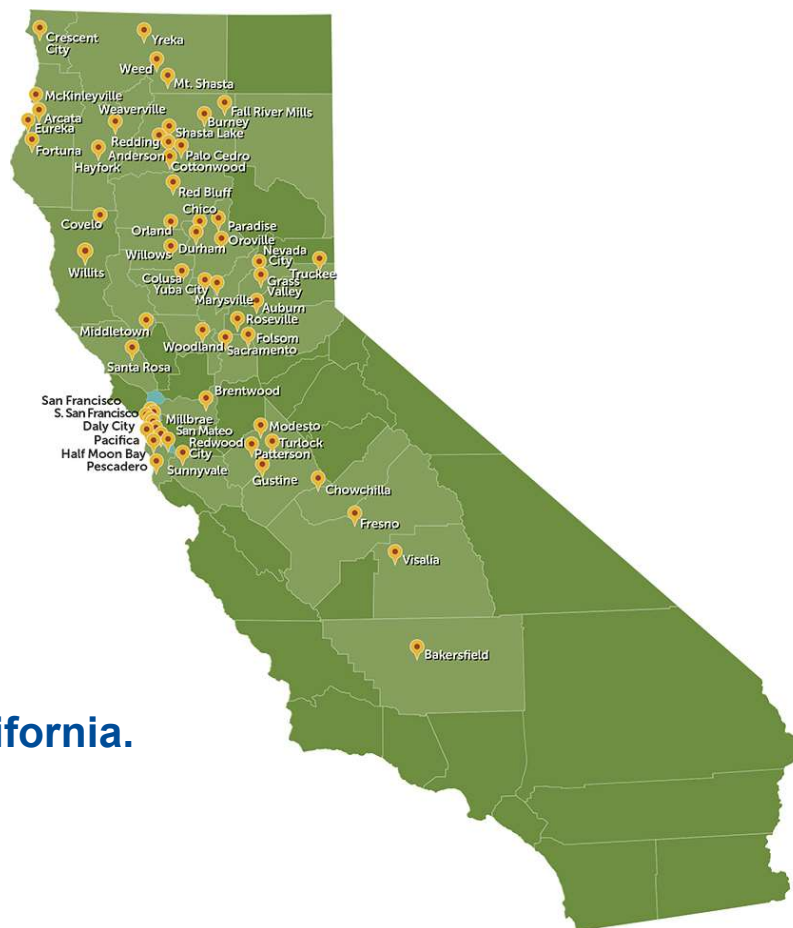 Crescent
City
Yreka
Weed
Mt. Shasta
McKinleyville
Weaverville
Fall River Mills
Arcata
Burney
Eureka
Shasta Lake
Redding
Fortuna
Anderson
Palo Cedro
Hayfork
Cottonwood
Red Bluff
Chico
Covelo
Orland
Paradise
Oroville
Durham
Willows
Nevada
City
Willits
Truckee
Colusa
Grass
Valley
Yuba City
Marysville
Auburn
Roseville
Middletown
Woodland
Folsom
Sacramento
Santa Rosa
Brentwood
San Francisco
S. San Francisco
Millbrae
Daly City
San Mateo
Modesto
Pacifica
Redwood
City
Turlock
Patterson
Half Moon Bay
Pescadero
Sunnyvale
Gustine
Chowchilla
Fresno
Visalia
Bakersfield
ifornia.